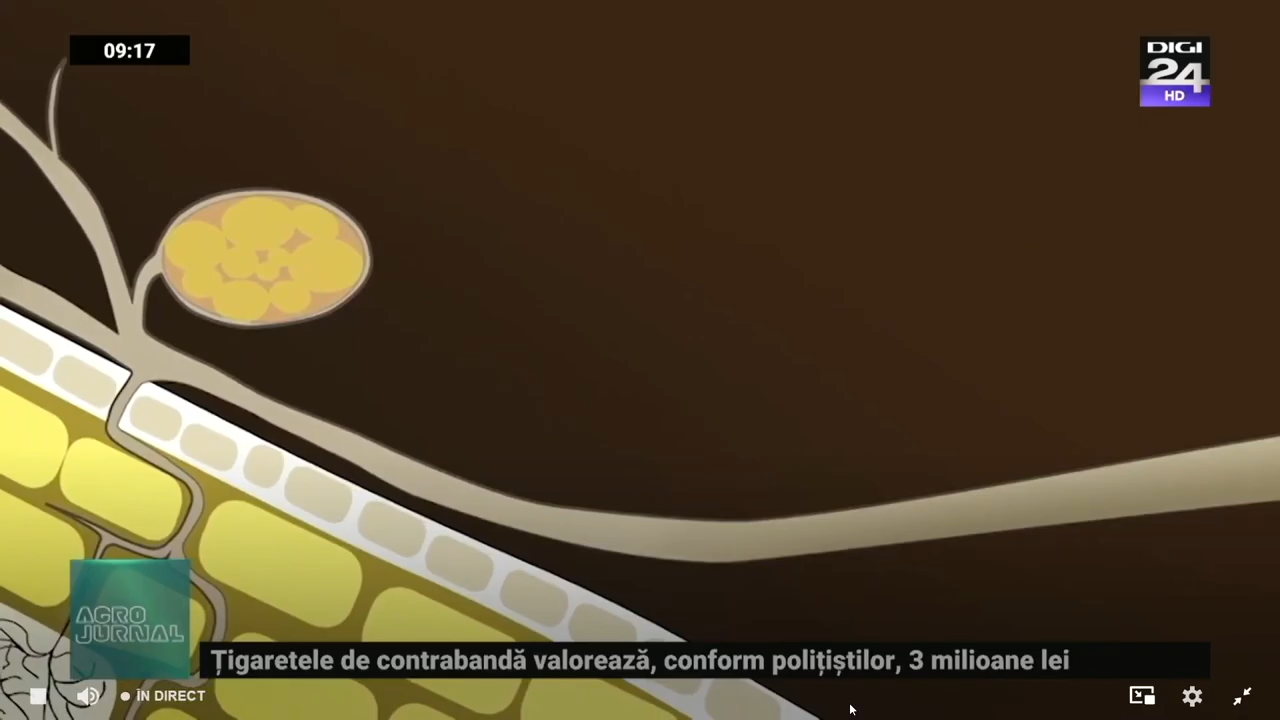 09:17
DIGI
24
HD
AGRO
JURNAL
Țigaretele de contrabandă valorează, conform polițiștilor, 3 milioane lei
ÎN DIRECT